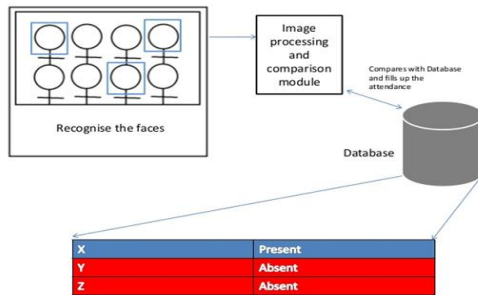 Recognise the faces
Image
processing
and
comparison
module
Compares with Database
and fills up the
attendance
Database
X Present
Y Absent
Z Absent